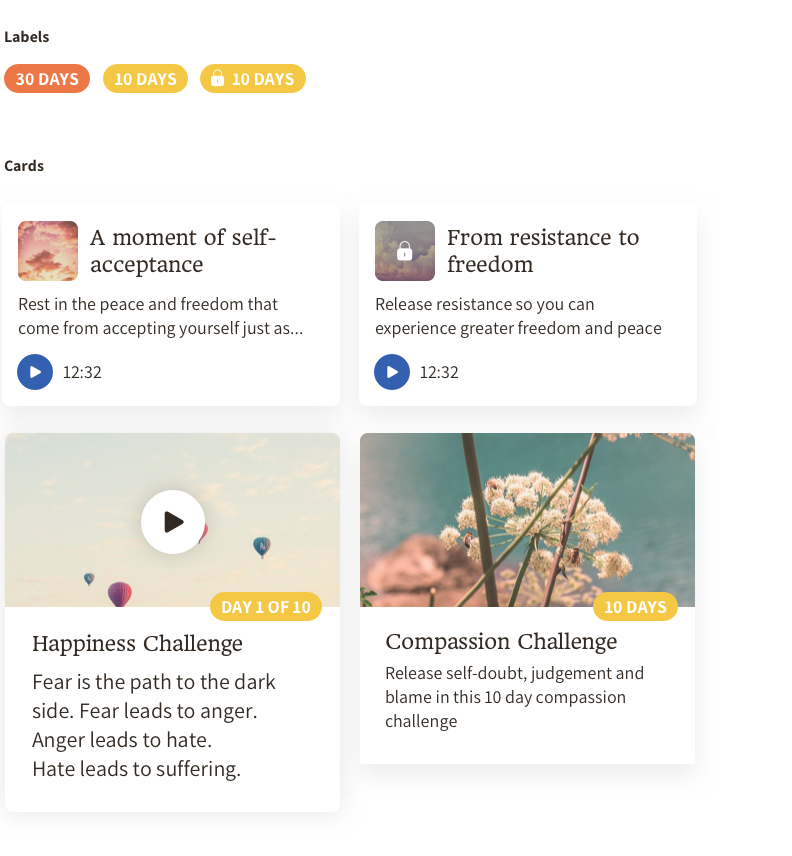 Labels
30 DAYS
10 DAYS
10 DAYS
Cards
A moment of self-
acceptance
Rest in the peace and freedom that
come from accepting yourself just as...
12:32
From resistance to
freedom
Release resistance so you can
experience greater freedom and peace
12:32
DAY 1 OF 10
Happiness Challenge
Fear is the path to the dark
side. Fear leads to anger.
Anger leads to hate.
Hate leads to suffering.
10 DAYS
Compassion Challenge
Release self-doubt, judgement and
blame in this 10 day compassion
challenge